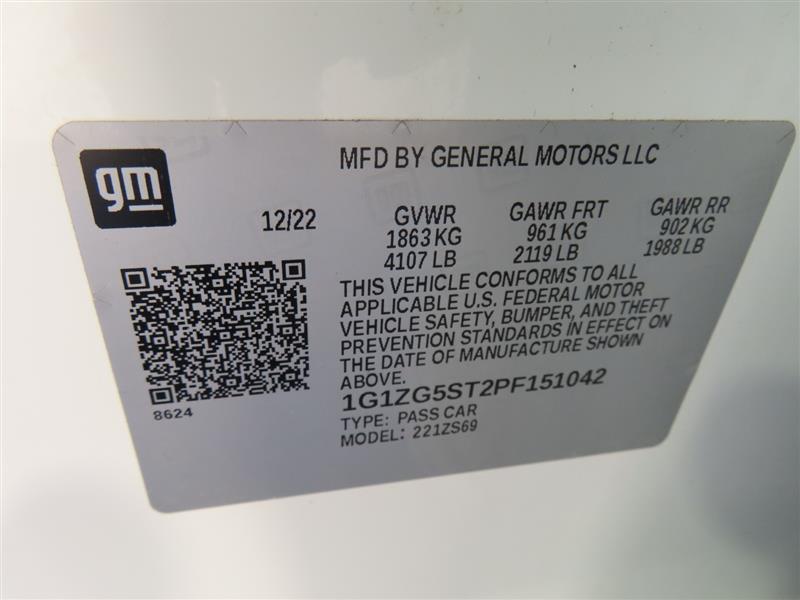 gm
MFD BY GENERAL MOTORS LLC
12/22
GVWR
1863 KG
4107 LB
GAWR FRT
961 KG
2119 LB
GAWR RR
902 KG
1988 LB
THIS VEHICLE CONFORMS TO ALL
APPLICABLE U.S. FEDERAL MOTOR
VEHICLE SAFETY, BUMPER, AND THEFT
PREVENTION STANDARDS IN EFFECT ON
THE DATE OF MANUFACTURE SHOWN
ABOVE.
1G1ZG5ST2PF151042
TYPE: PASS CAR
MODEL: 221ZS69
8624